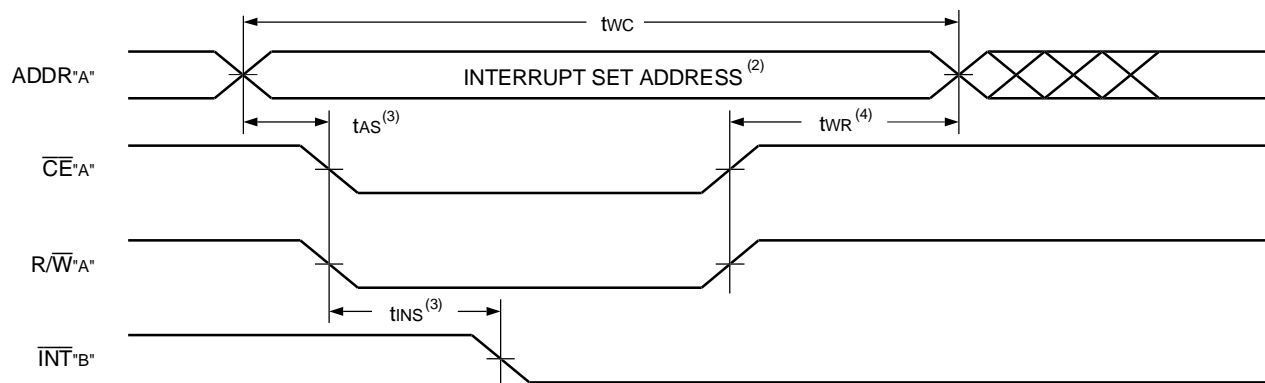 tWC
ADDR"A"
INTERRUPT SET ADDRESS(2)
tAS(3)
tWR(4)
CE"A"
R/W"A"
tINS(3)
INT"B"